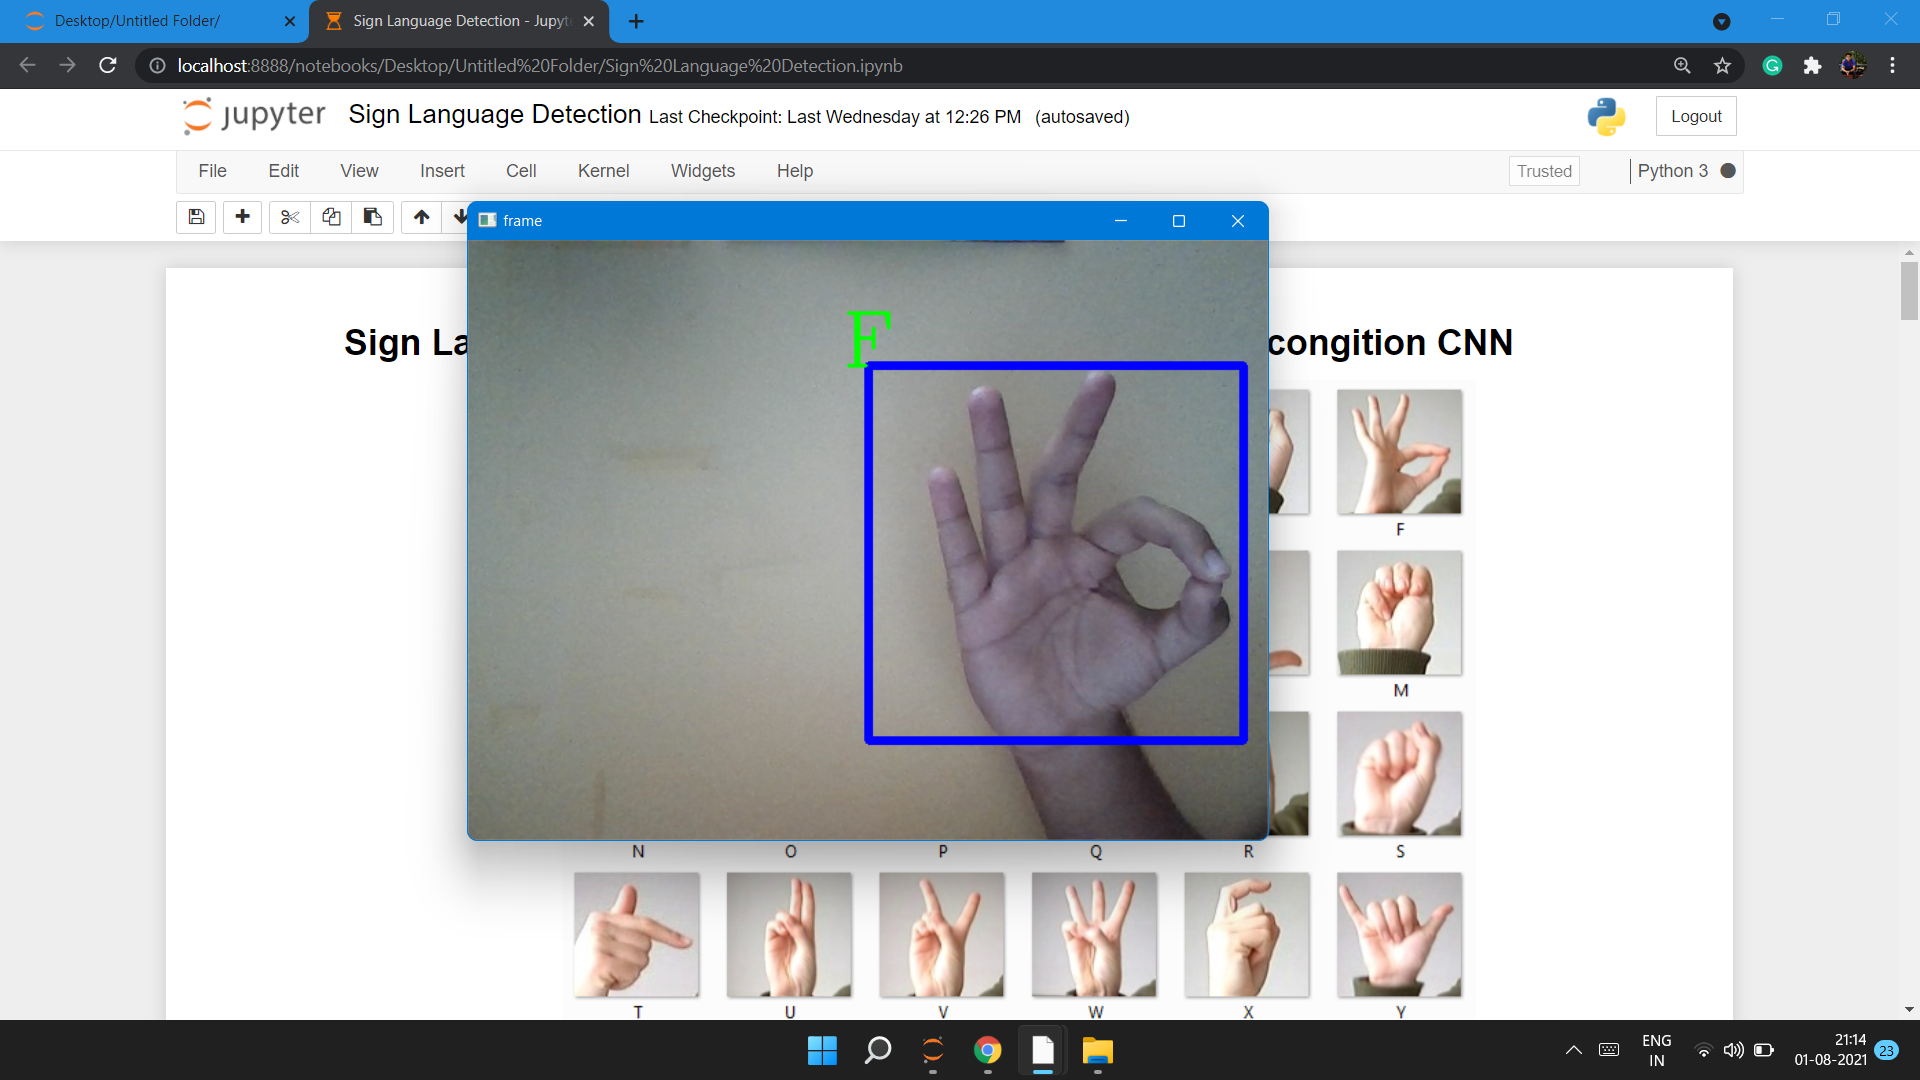 Desktop/Untitled Folder/
Sign Language Detection - Jupyt
localhost:8888/notebooks/Desktop/Untitled%20Folder/Sign%20Language%20Detection.ipynb
jupyter Sign Language Detection Last Checkpoint: Last Wednesday at 12:26 PM (autosaved)
Logout
File Edit View Insert Cell Kernel Widgets Help
Trusted
Python 3
frame
F
Sign La
congition CNN
F
M
N O P Q R S
T U V W X Y
ENG
IN
21:14
01-08-2021
23